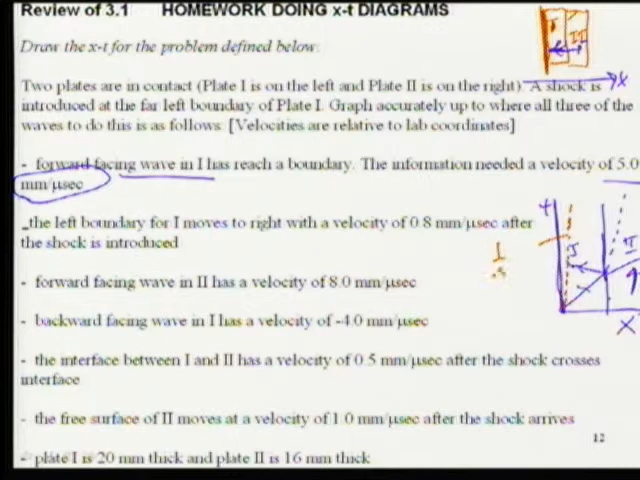 Review of 3.1 HOMEWORK DOING x-t DIAGRAMS
Draw the x-t for the problem defined below.
Two plates are in contact (Plate I is on the left and Plate II is on the right). A shock is
introduced at the far left boundary of Plate I. Graph accurately up to where all three of the
waves to do this is as follows. [Velocities are relative to lab coordinates]
- forward facing wave in I has reach a boundary. The information needed a velocity of 5.0
mm/μsec
-the left boundary for I moves to right with a velocity of 0.8 mm/μsec after
the shock is introduced
- forward facing wave in II has a velocity of 8.0 mm/μsec
- backward facing wave in I has a velocity of -4.0 mm/μsec
- the interface between I and II has a velocity of 0.5 mm/μsec after the shock crosses
interface
- the free surface of II moves at a velocity of 1.0 mm/μsec after the shock arrives
- plate I is 20 mm thick and plate II is 16 mm thick
12
I II
x
t
I II
X